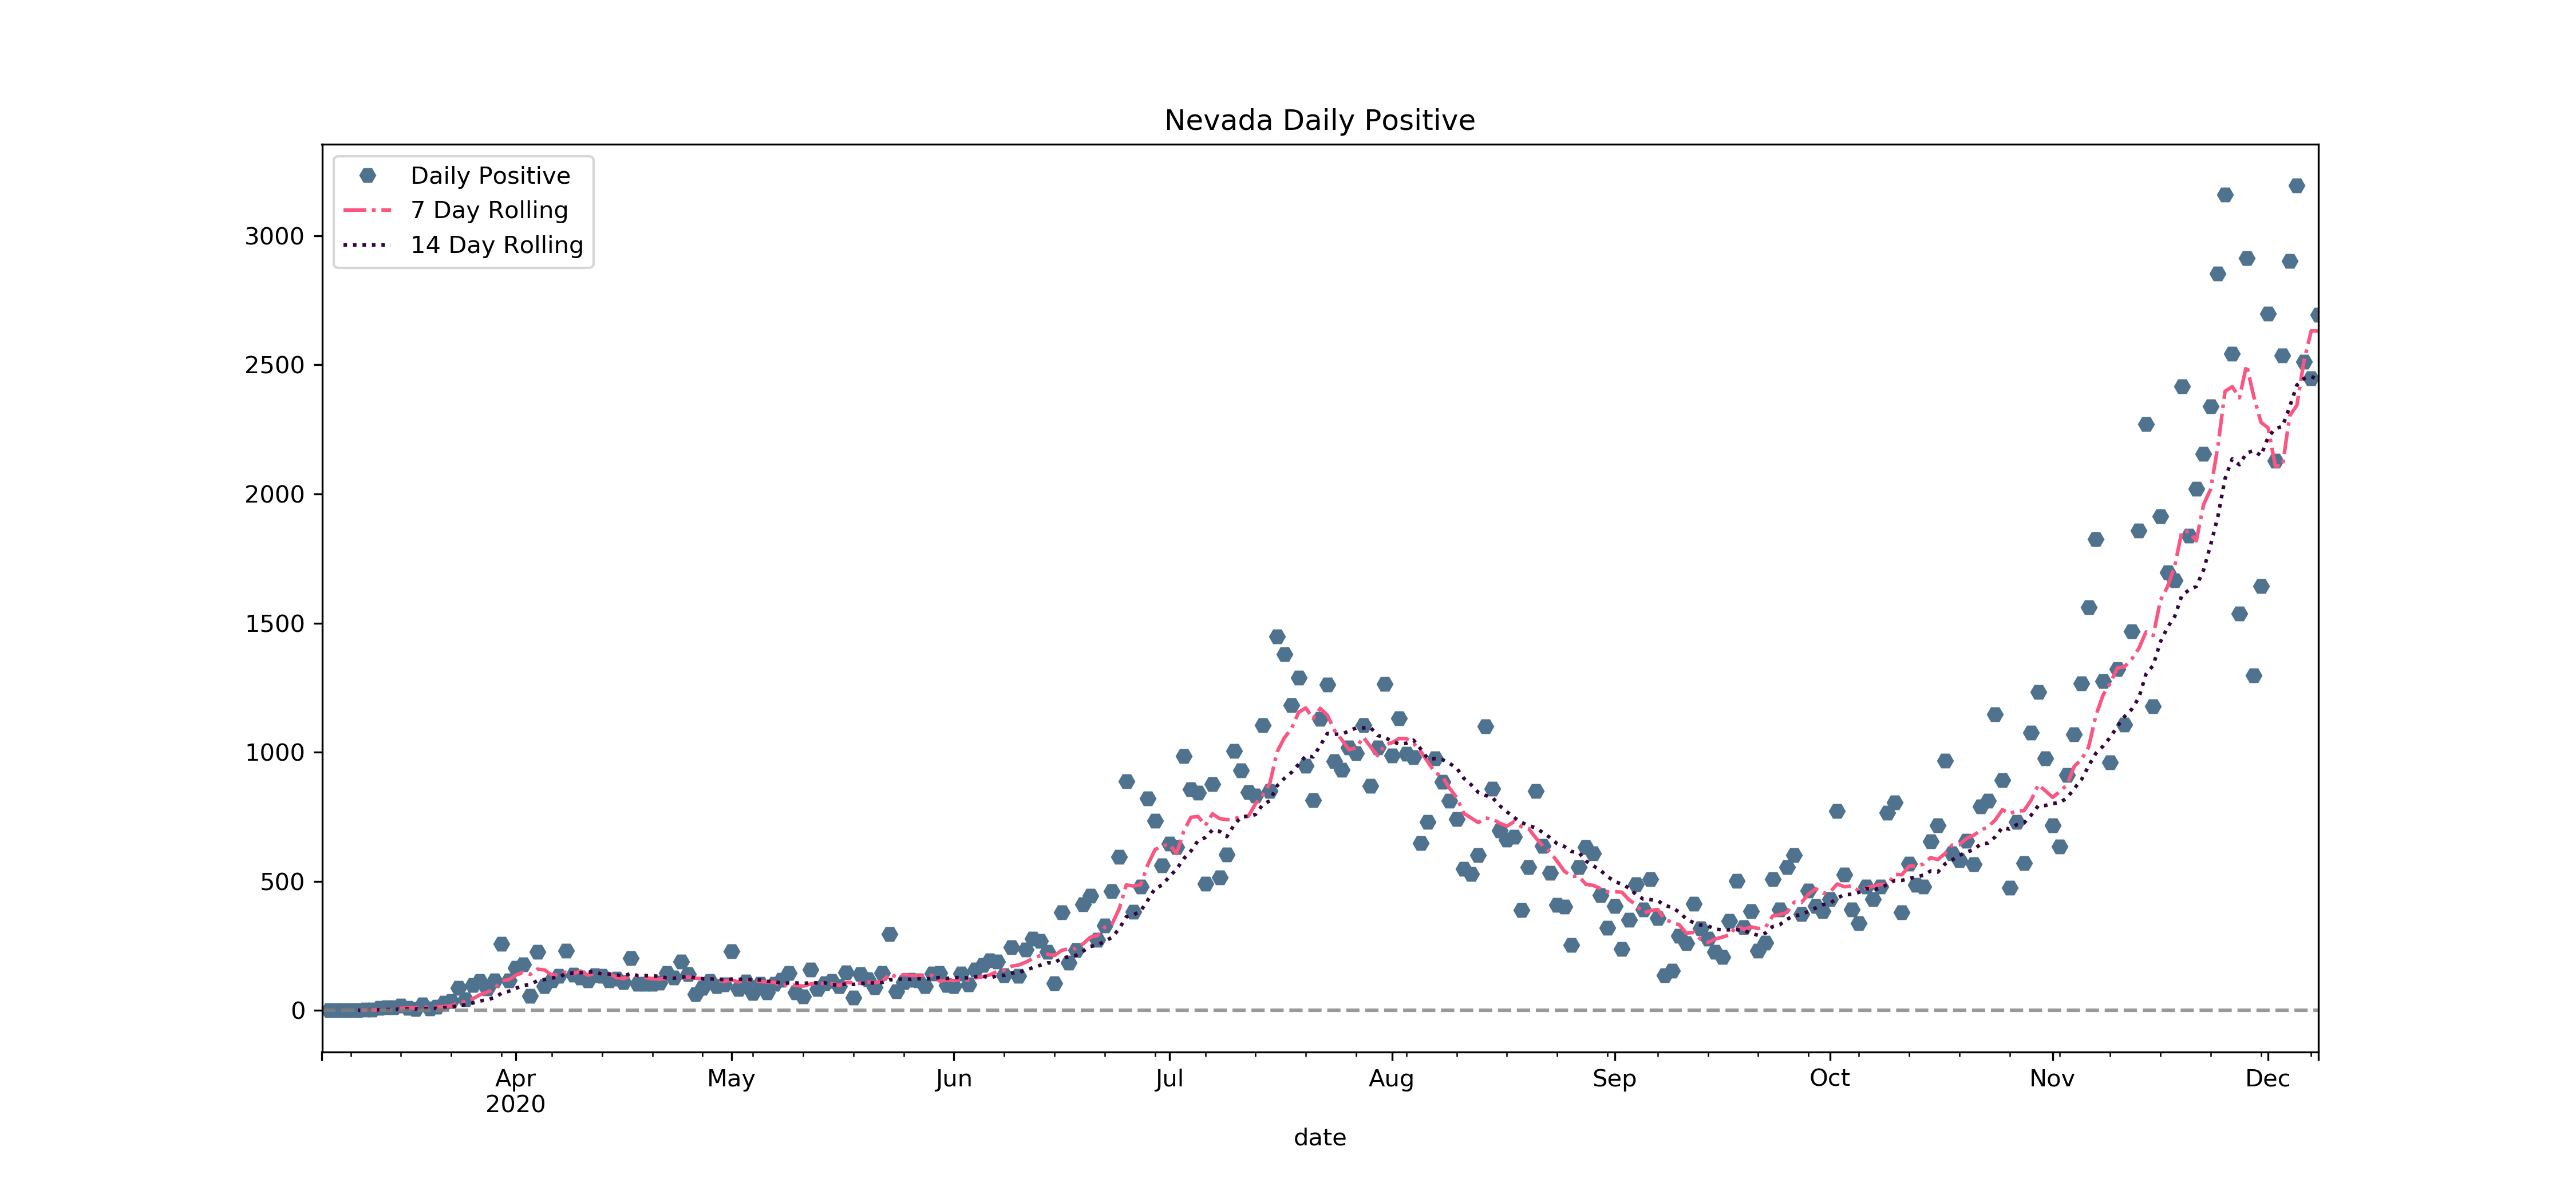 Nevada Daily Positive
Daily Positive
7 Day Rolling
14 Day Rolling
3000
2500
2000
1500
1000
500
0
Apr May Jun Jul Aug Sep Oct Nov Dec
2020
date